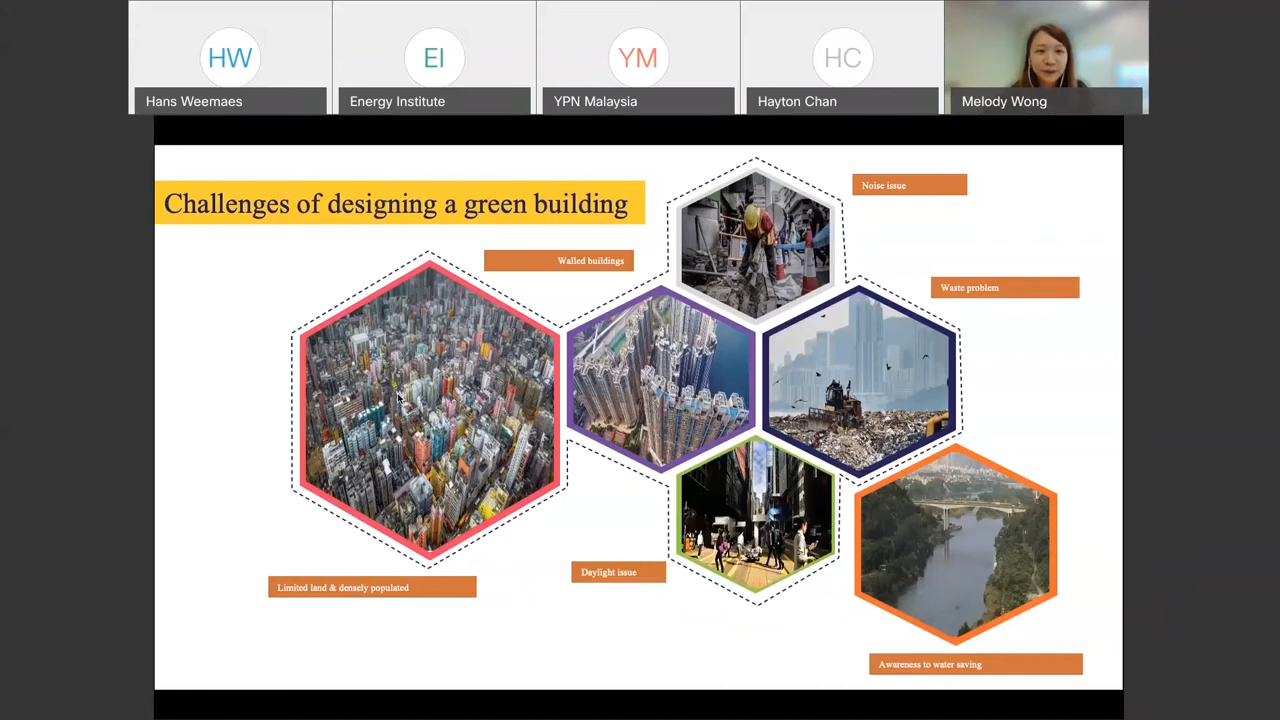 HW
EI
YM
HC
Hans Weemaes
Energy Institute
YPN Malaysia
Hayton Chan
Melody Wong
Challenges of designing a green building
Noise issue
Walled buildings
Waste problem
Daylight issue
Limited land & densely populated
Awareness to water saving